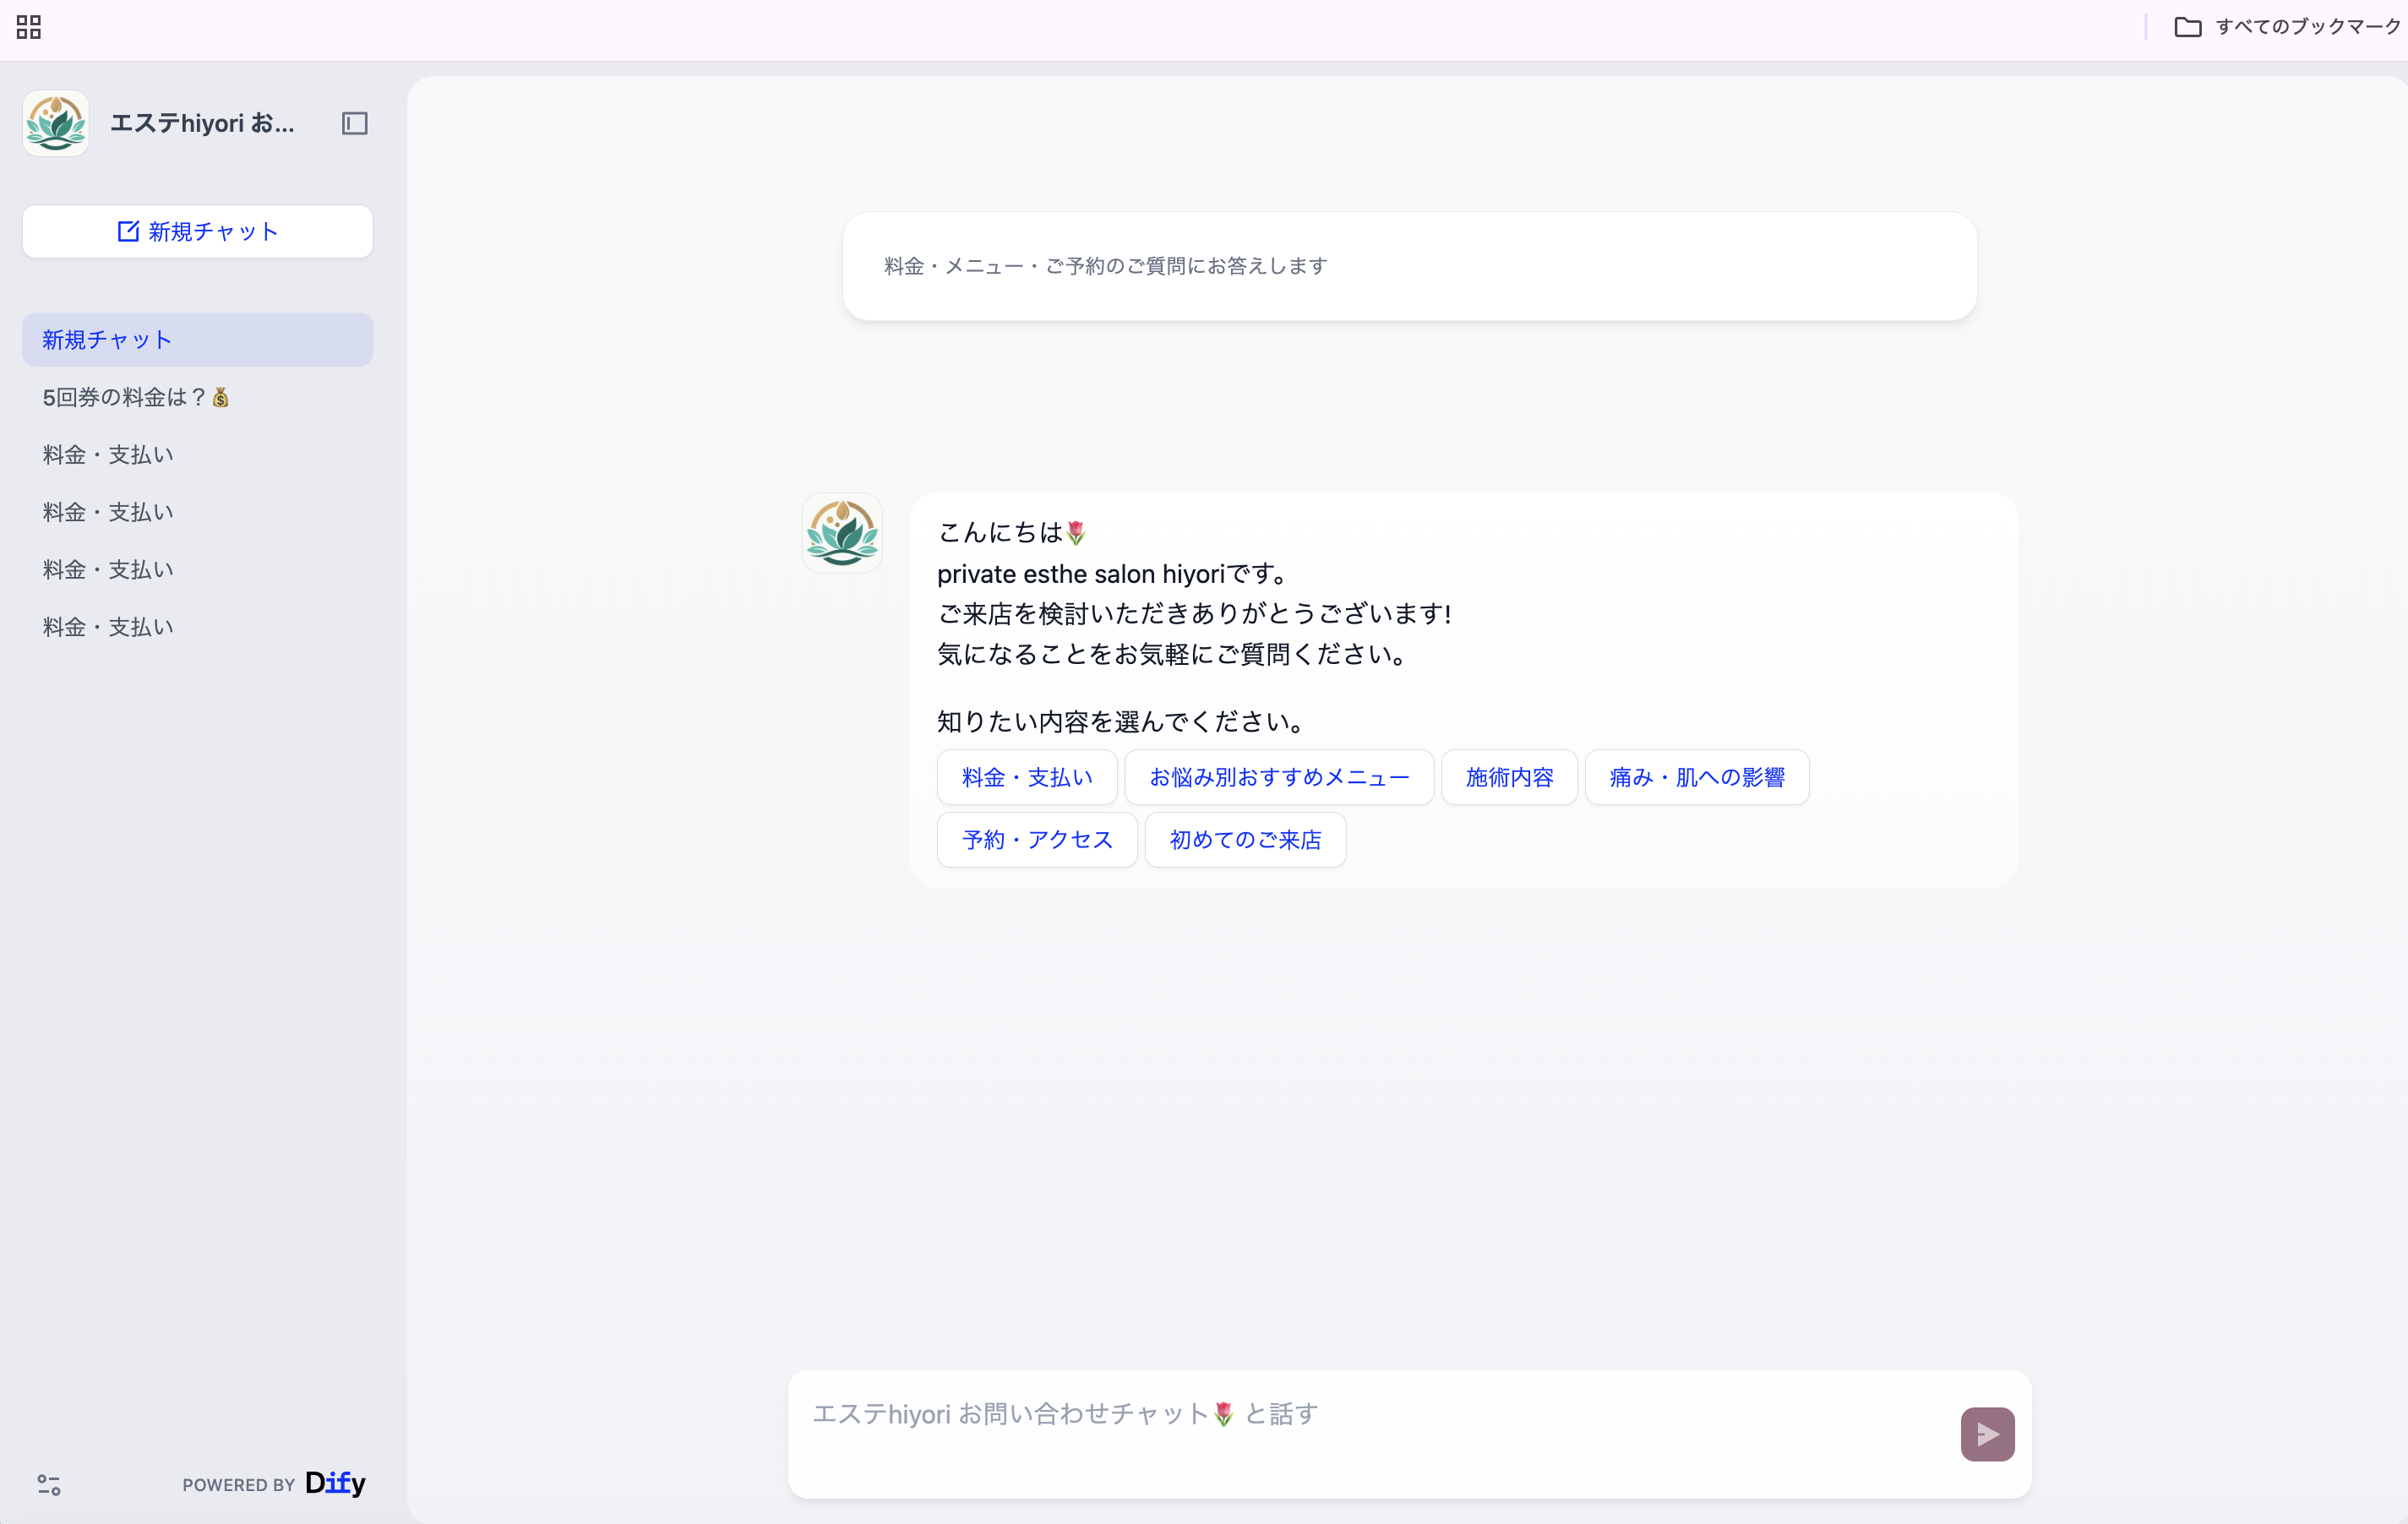 すべてのブックマーク
エステhiyori お...
新規チャット
新規チャット
5回券の料金は？💰
料金・支払い
料金・支払い
料金・支払い
料金・支払い
POWERED BY Dify
料金・メニュー・ご予約のご質問にお答えします
こんにちは🌷
private esthe salon hiyoriです。
ご来店を検討いただきありがとうございます!
気になることをお気軽にご質問ください。
知りたい内容を選んでください。
料金・支払い お悩み別おすすめメニュー 施術内容 痛み・肌への影響
予約・アクセス 初めてのご来店
エステhiyori お問い合わせチャット🌷 と話す